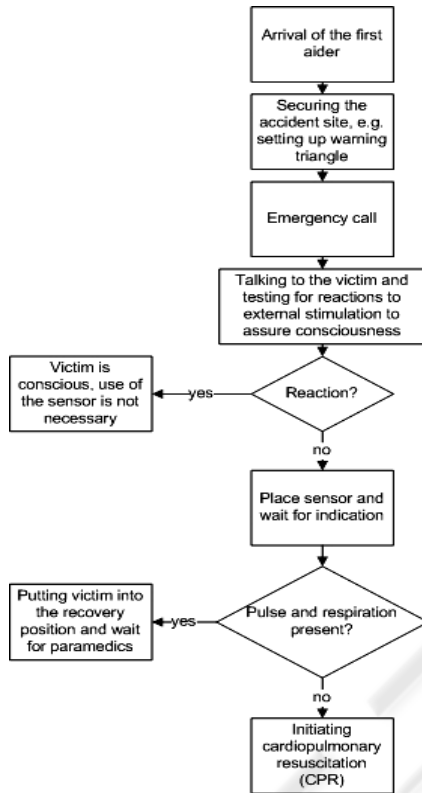 Arrival of the first
aider
Securing the
accident site, e.g.
setting up warning
triangle
Emergency call
Talking to the victim and
testing for reactions to
external stimulation to
assure consciousness
Victim is
conscious, use of
the sensor is not
necessary
yes
Reaction?
no
Place sensor and
wait for indication
Putting victim into
the recovery
position and wait
for paramedics
yes
Pulse and respiration
present?
no
Initiating
cardiopulmonary
resuscitation
(CPR)